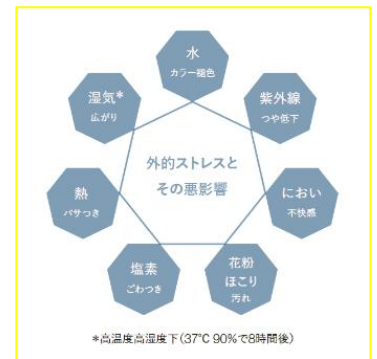 水
カラー褪色
紫外線
つや低下
におい
不快感
花粉
ほこり
汚れ
塩素
ごわつき
熱
パサつき
湿気*
広がり
外的ストレスと
その悪影響
*高温度高湿度下(37℃ 90%で8時間後)